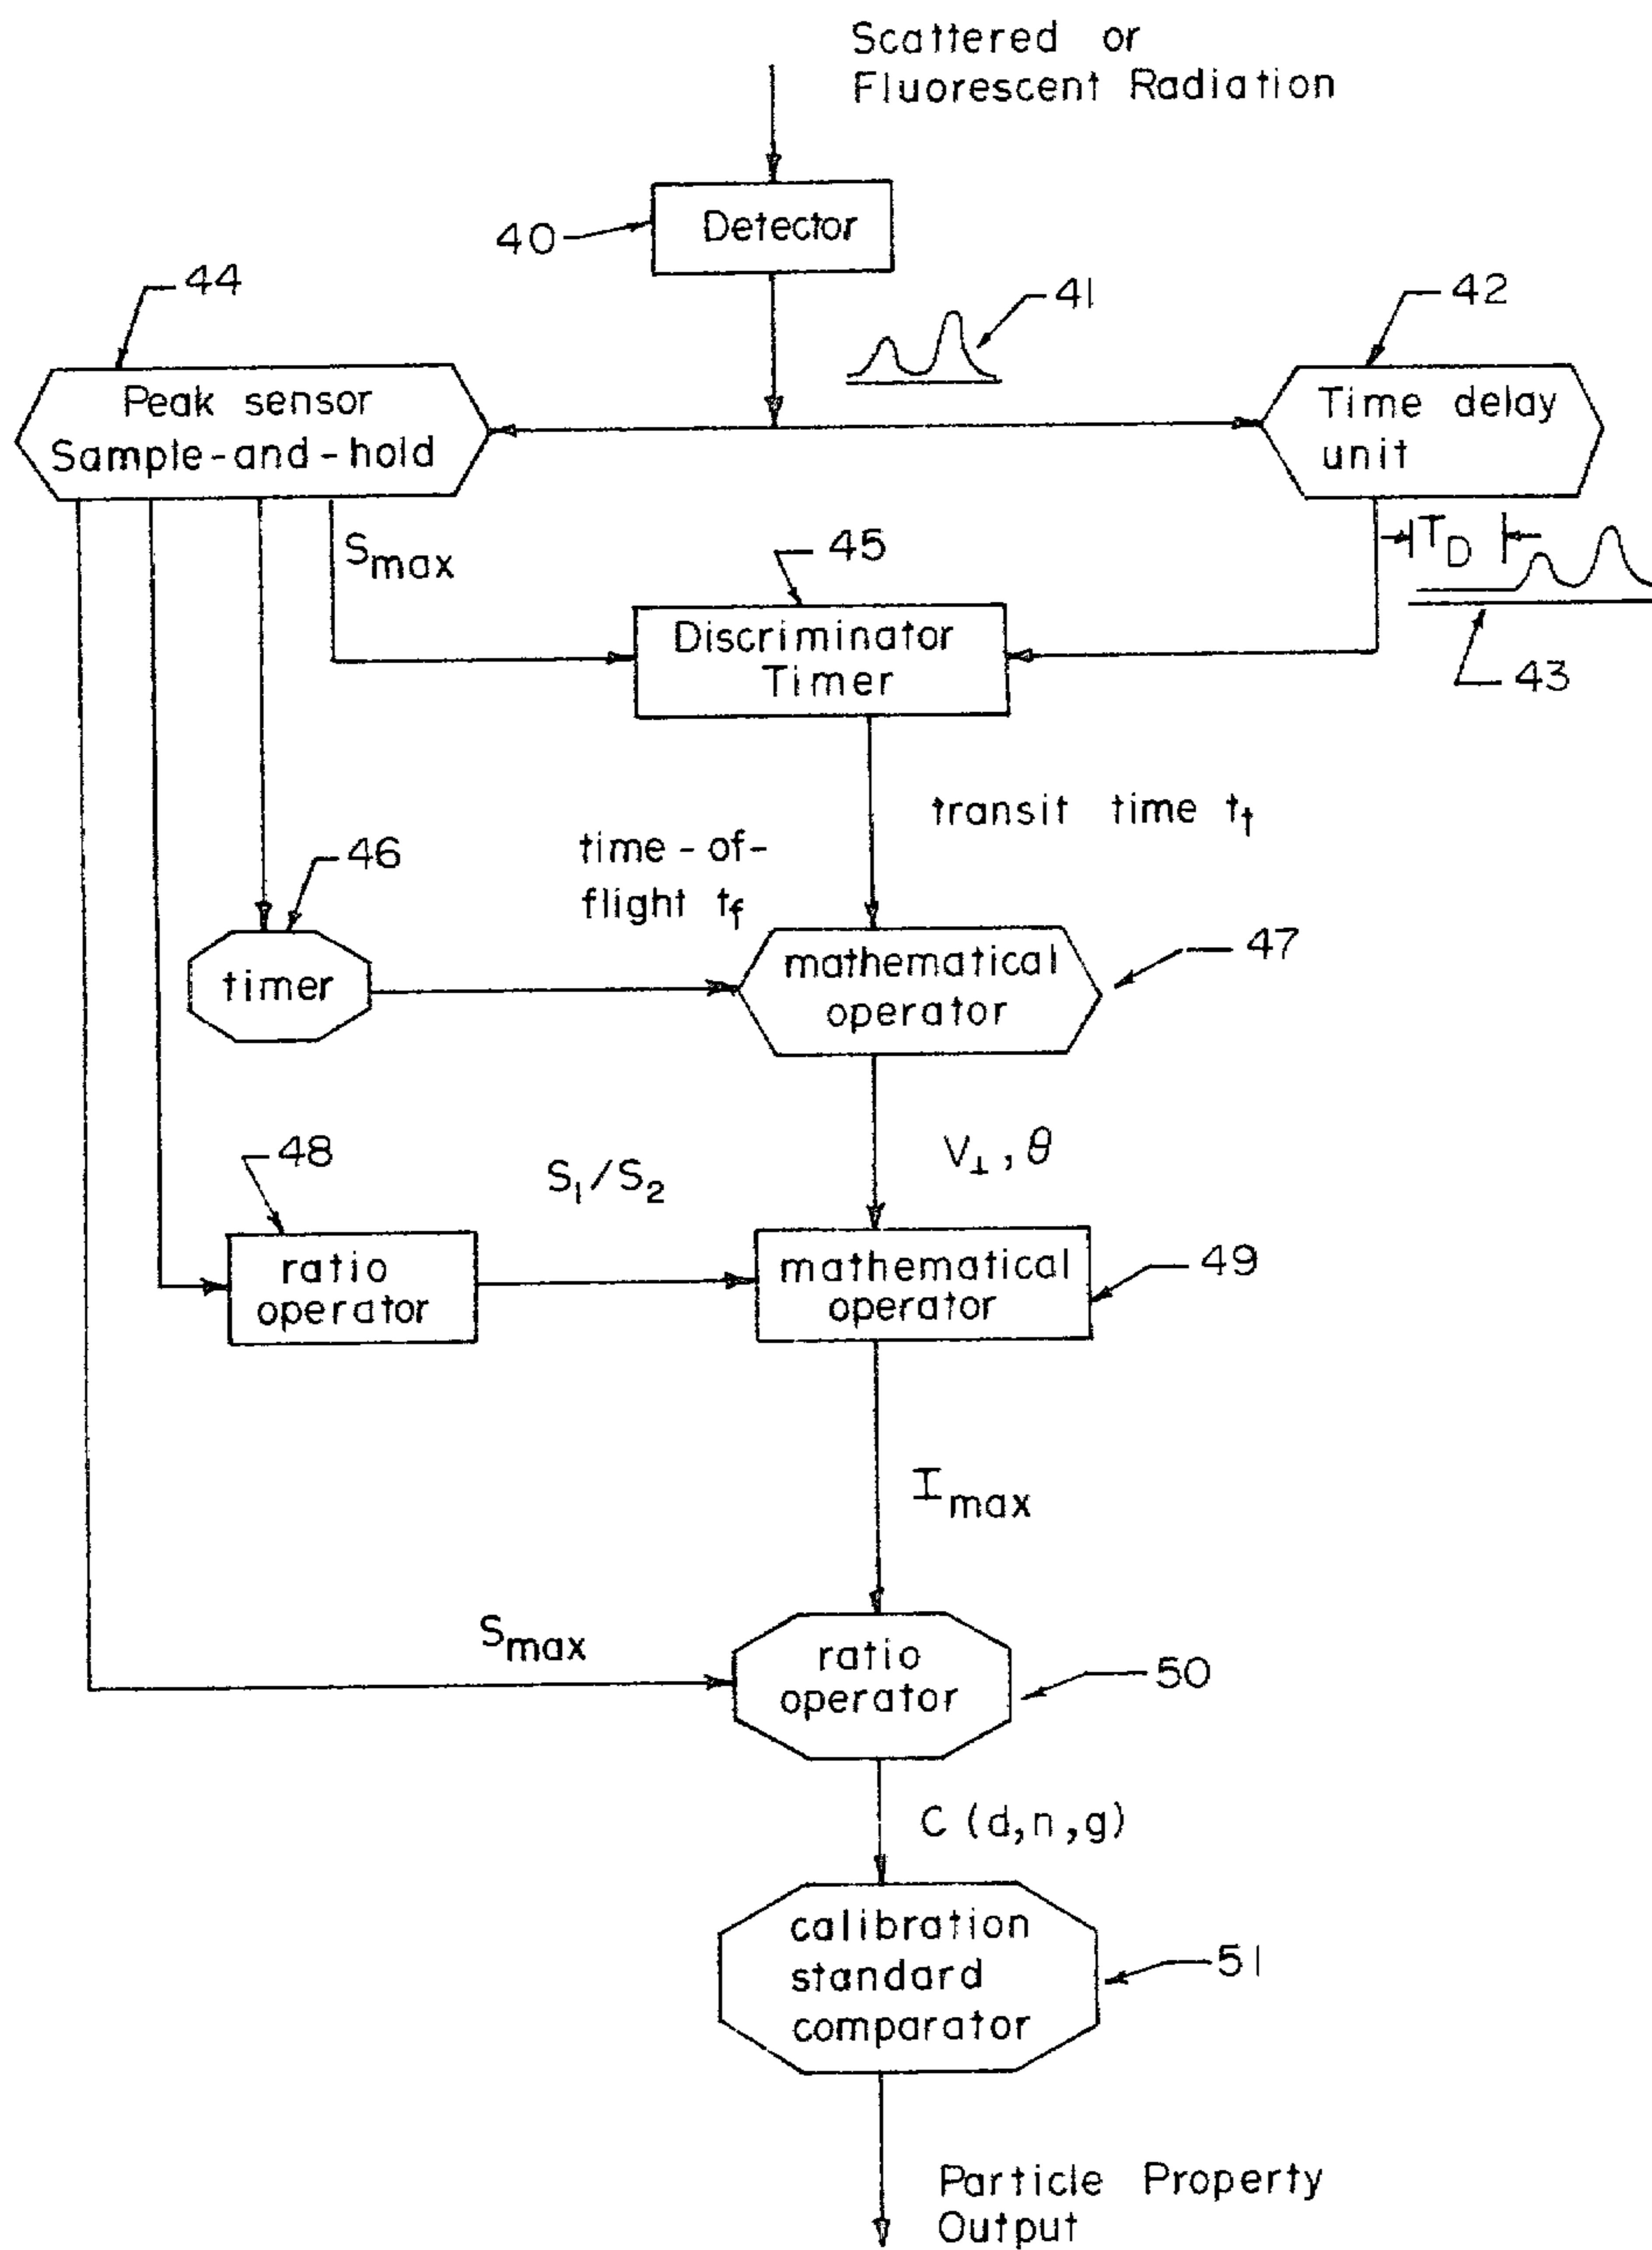 Scattered or
Fluorescent Radiation
Detector
40
41
44
42
Peak sensor
Sample-and-hold
Time delay
unit
Smax
45
TD
Discriminator
Timer
43
transit time tt
time-of-
flight tf
46
timer
mathematical
operator
47
V⊥, θ
48
S1/S2
ratio
operator
mathematical
operator
49
Imax
Smax
ratio
operator
50
C (d,n,g)
calibration
standard
comparator
51
Particle Property
Output